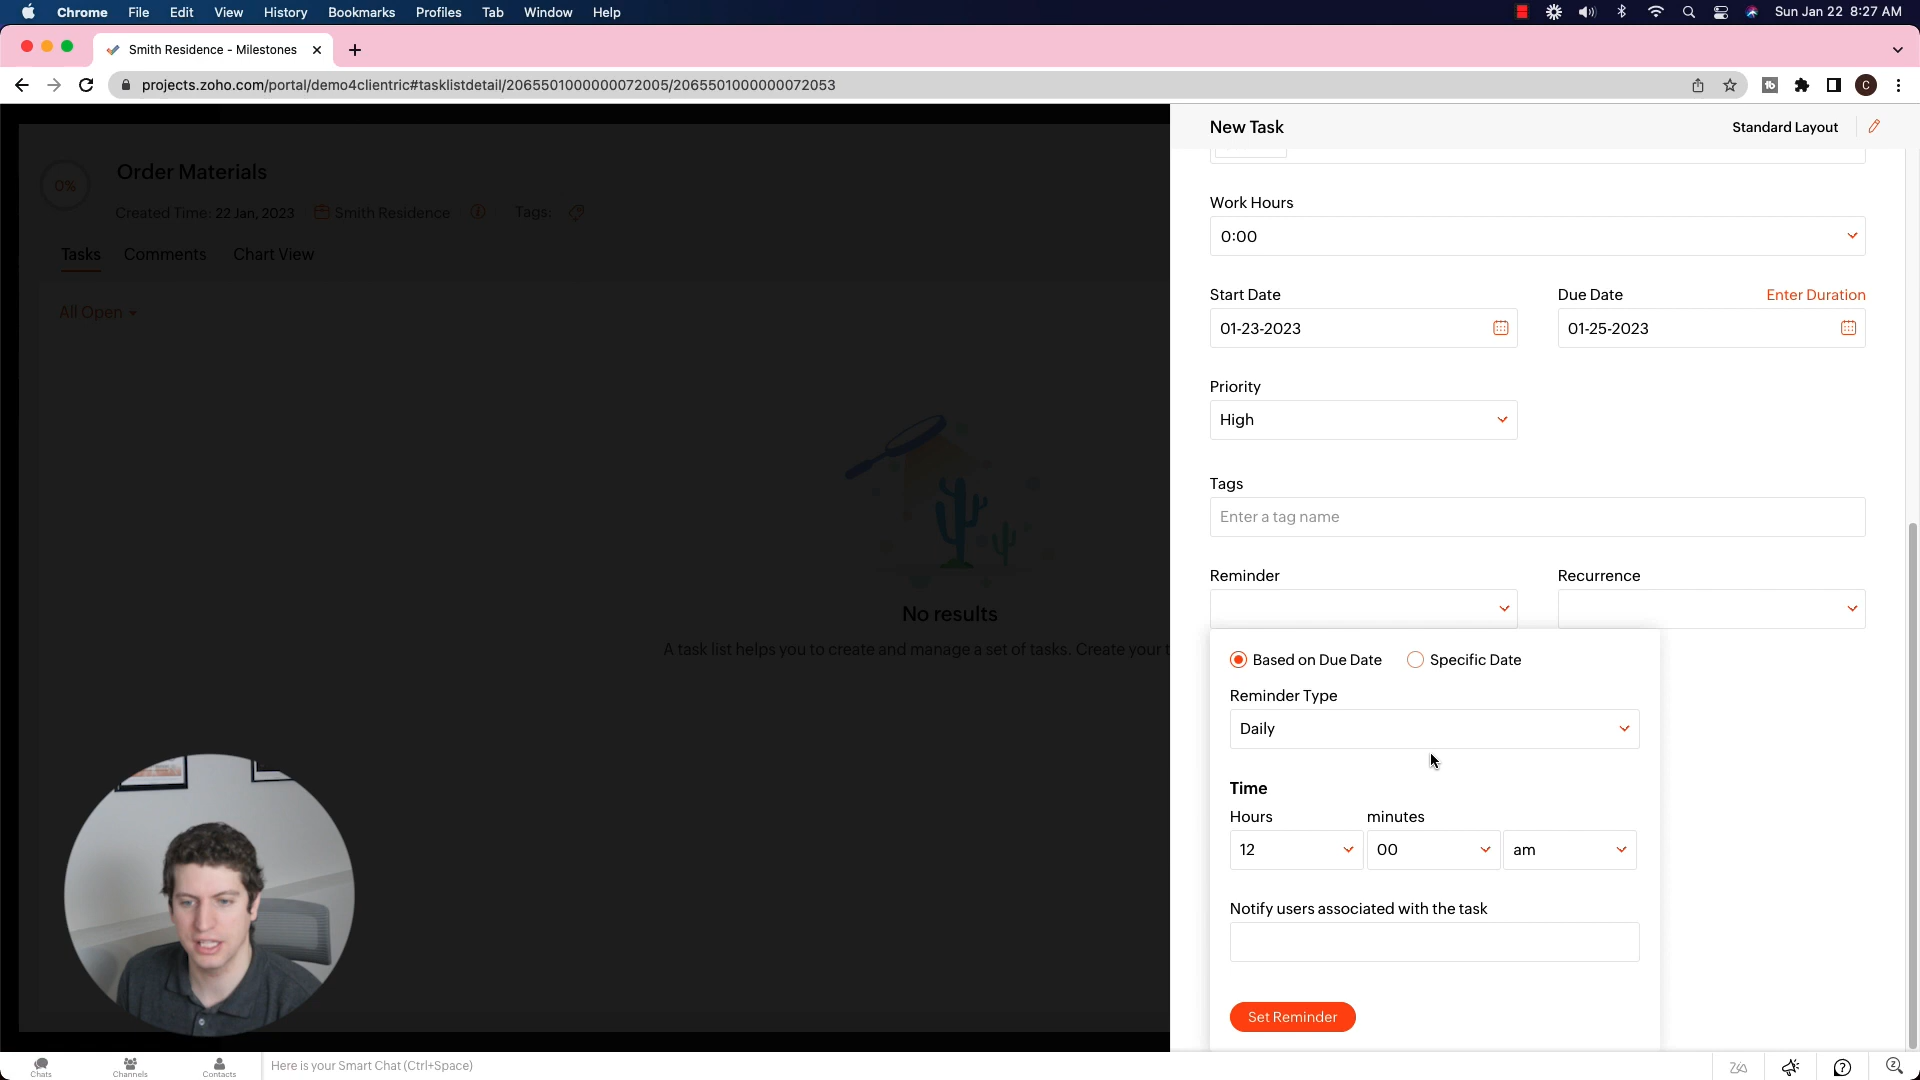 Chrome File Edit View History Bookmarks Profiles Tab Window Help
Sun Jan 22 8:27 AM
Smith Residence - Milestones
projects.zoho.com/portal/demo4clientric#tasklistdetail/2065501000000072005/2065501000000072053
C
0%
Order Materials
Created Time: 22 Jan, 2023 Smith Residence Tags:
Tasks Comments Chart View
All Open
No results
A task list helps you to create and manage a set of tasks. Create your t
New Task
Standard Layout
Work Hours
0:00
Start Date
Due Date
Enter Duration
01-23-2023
01-25-2023
Priority
High
Tags
Enter a tag name
Reminder
Recurrence
Based on Due Date
Specific Date
Reminder Type
Daily
Time
Hours
minutes
12
00
am
Notify users associated with the task
Set Reminder
Chats
Channels
Contacts
Here is your Smart Chat (Ctrl+Space)